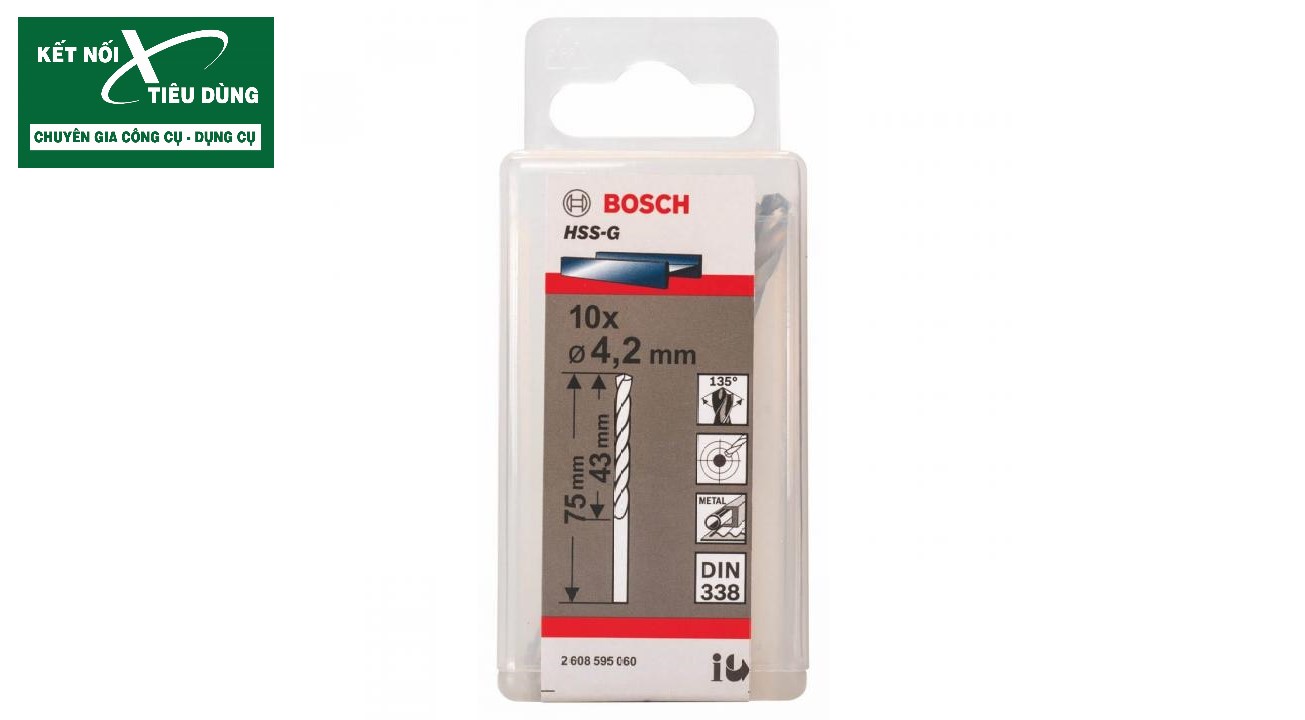 KẾT NỐI
TIÊU DÙNG
CHUYÊN GIA CÔNG CỤ - DỤNG CỤ
BOSCH
HSS-G
10x
ø 4,2 mm
135°
43 mm
75 mm
METAL
DIN
338
2 608 595 060